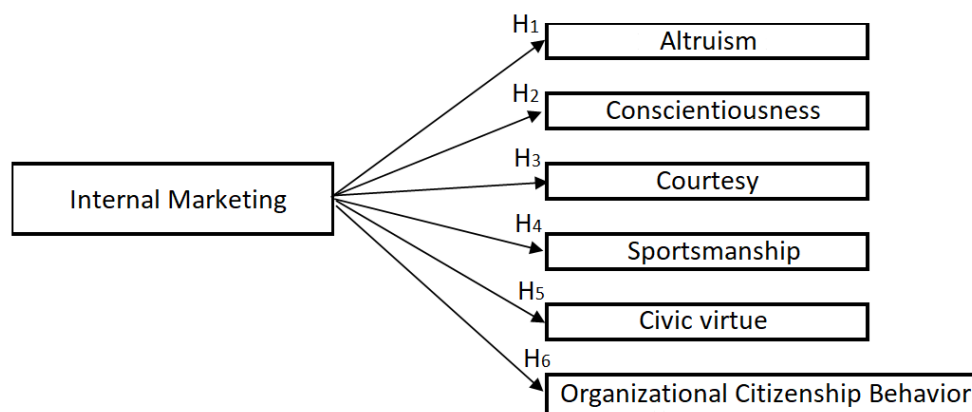 H1
Altruism
H2
Conscientiousness
H3
Courtesy
Internal Marketing
H4
Sportsmanship
H5
Civic virtue
H6
Organizational Citizenship Behavior